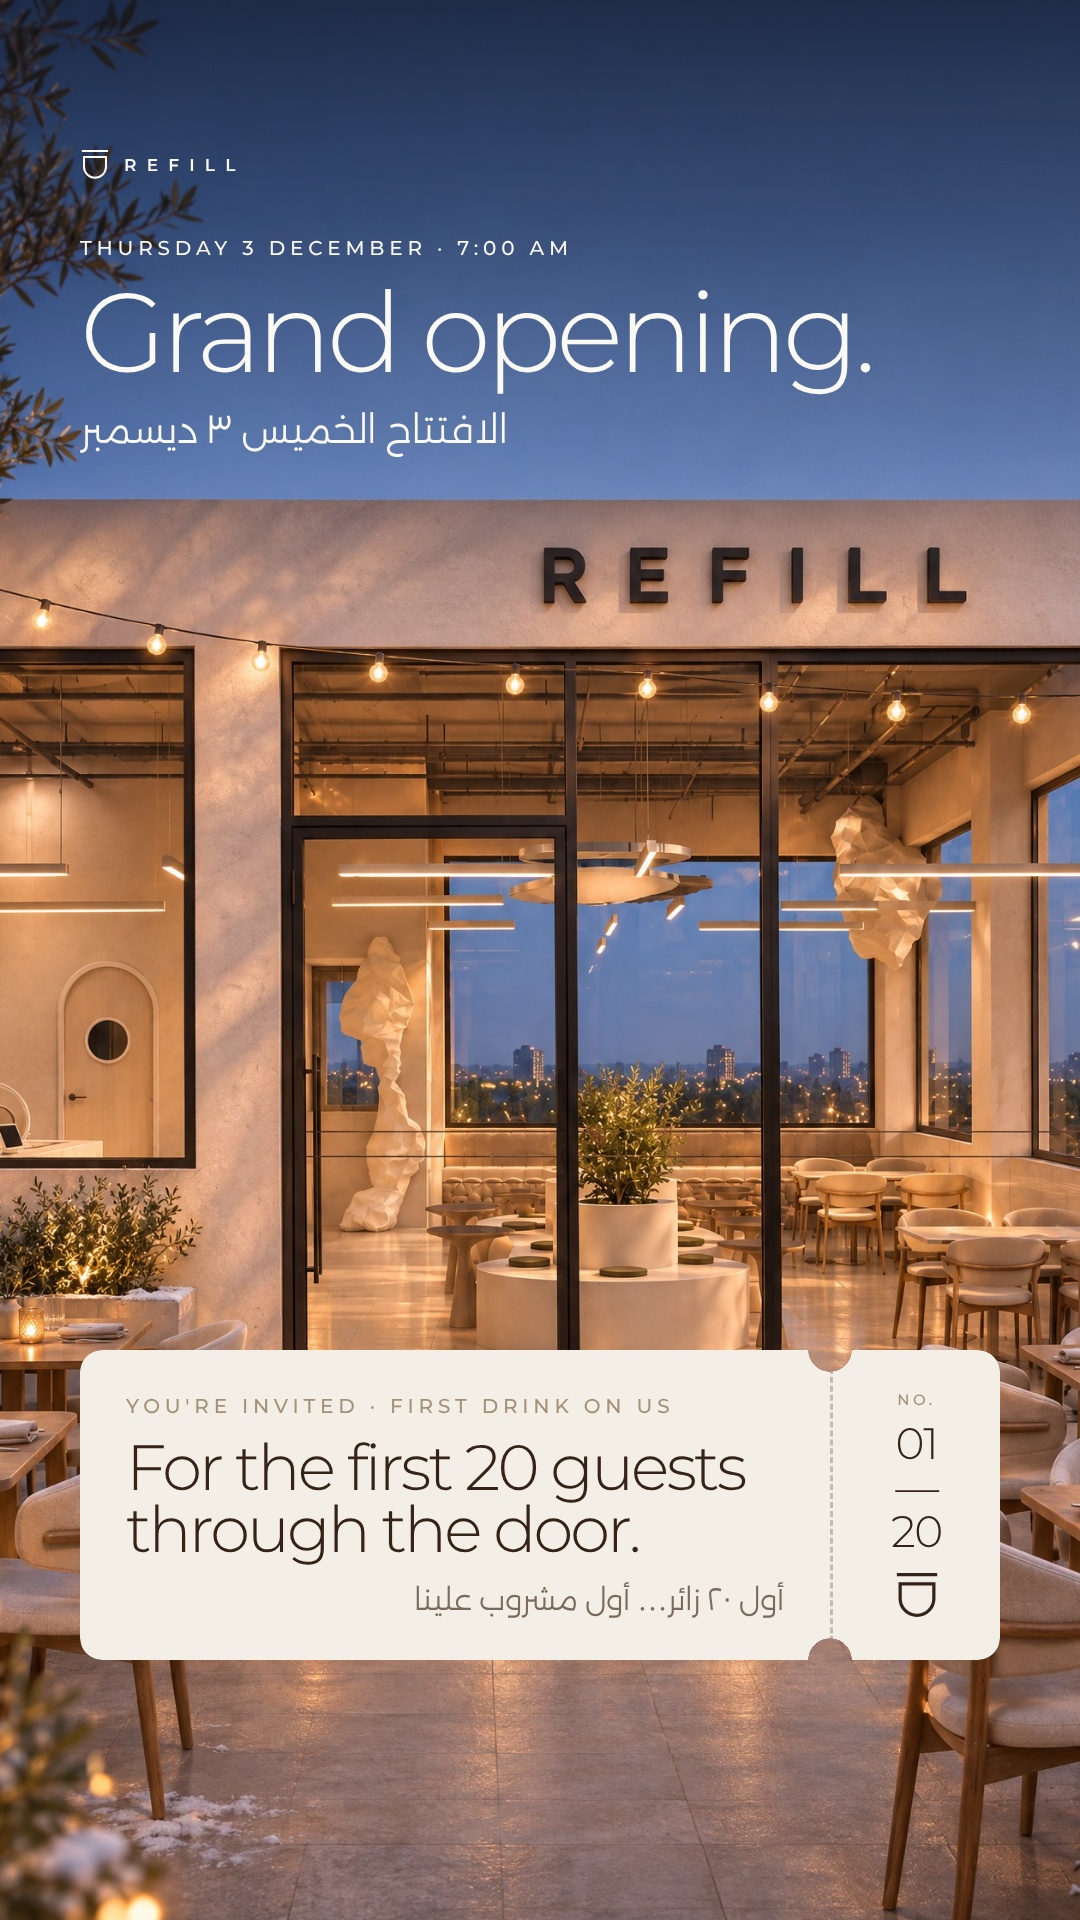 REFILL
THURSDAY 3 DECEMBER · 7:00 AM
Grand opening.
الافتتاح الخميس ٣ ديسمبر
REFILL
YOU'RE INVITED · FIRST DRINK ON US
For the first 20 guests
through the door.
أول ٢٠ زائر... أول مشروب علينا
NO.
01
20